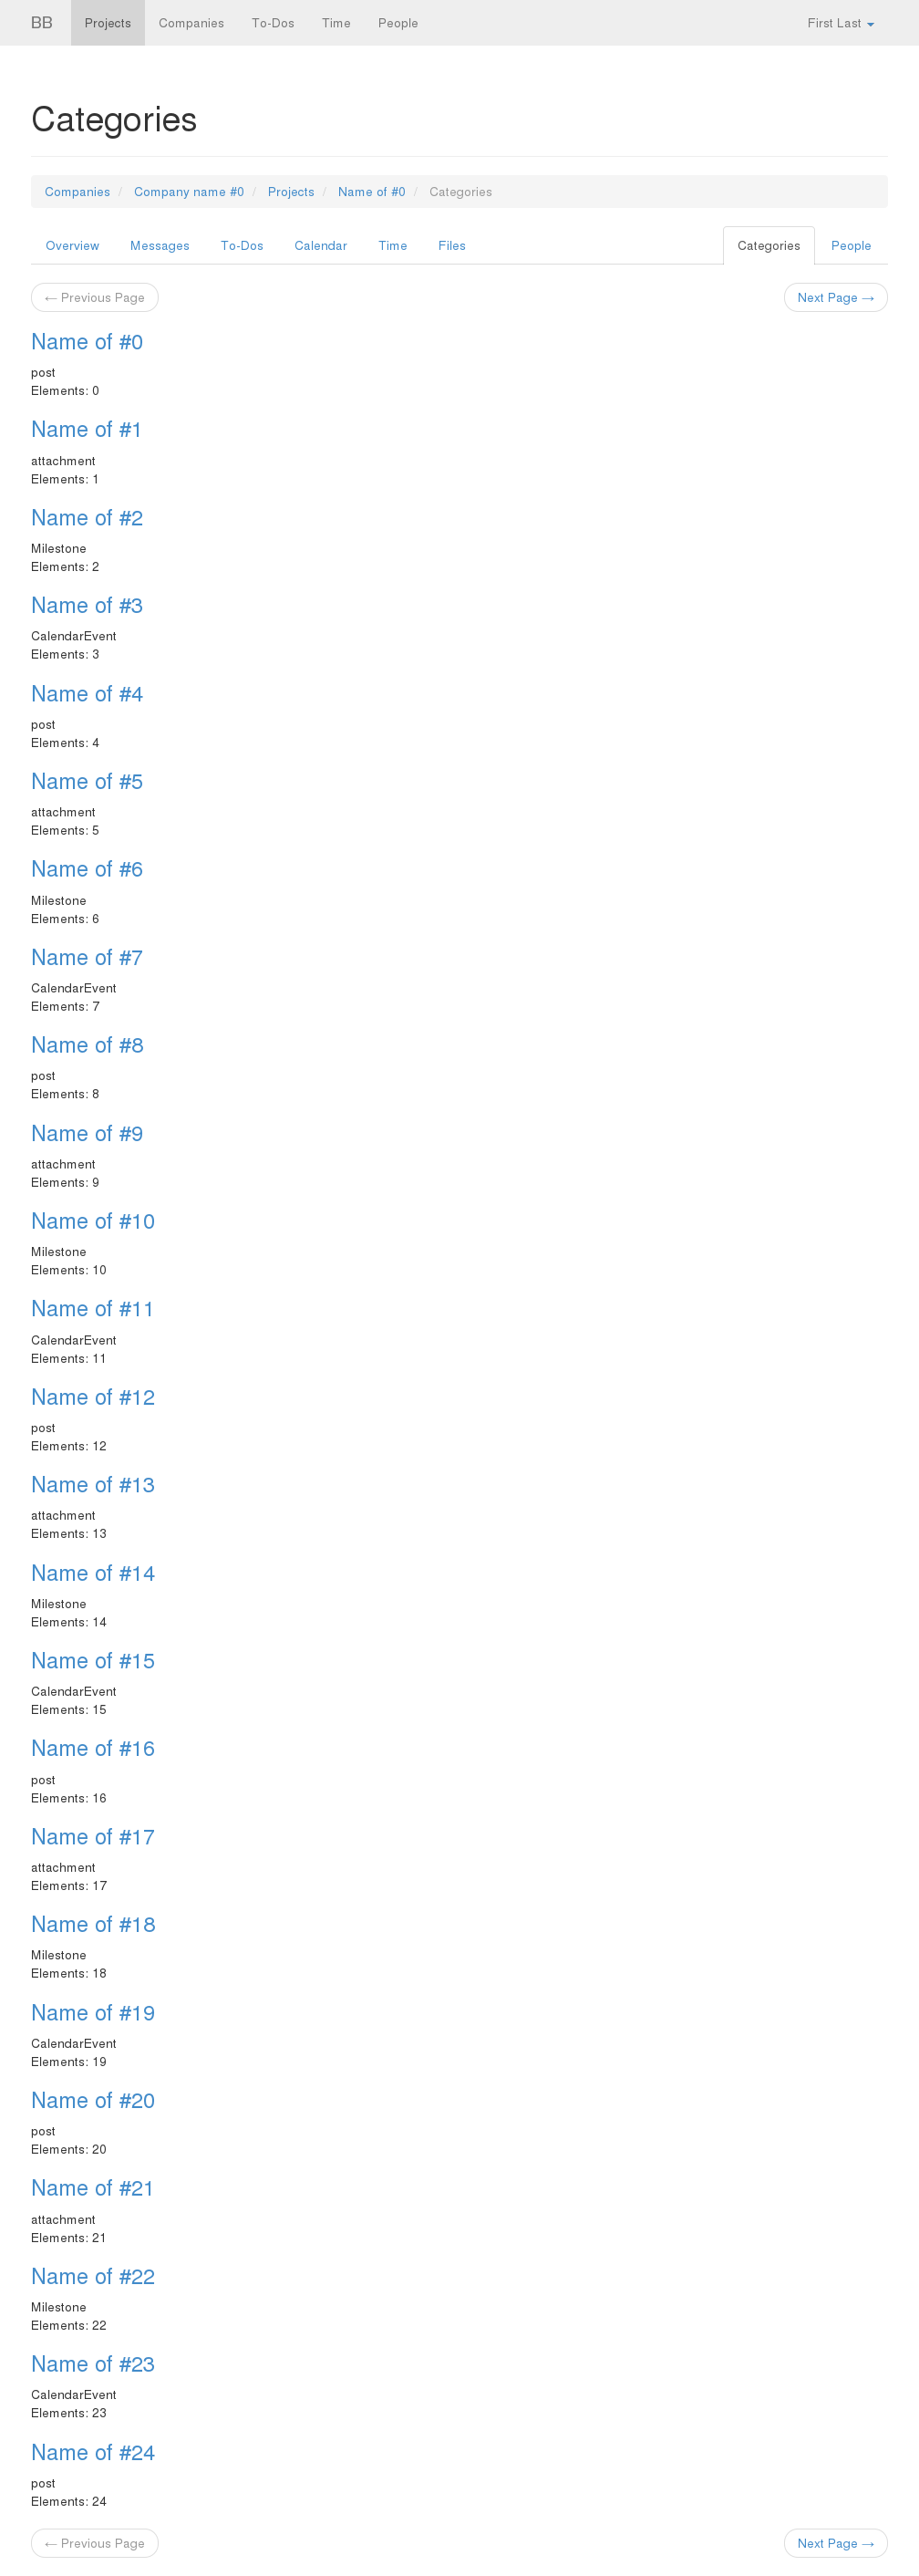 BB Projects Companies To-Dos Time People First Last
Categories
Companies / Company name #0 / Projects / Name of #0 / Categories
Overview Messages To-Dos Calendar Time Files Categories People
← Previous Page Next Page →
Name of #0
post
Elements: 0
Name of #1
attachment
Elements: 1
Name of #2
Milestone
Elements: 2
Name of #3
CalendarEvent
Elements: 3
Name of #4
post
Elements: 4
Name of #5
attachment
Elements: 5
Name of #6
Milestone
Elements: 6
Name of #7
CalendarEvent
Elements: 7
Name of #8
post
Elements: 8
Name of #9
attachment
Elements: 9
Name of #10
Milestone
Elements: 10
Name of #11
CalendarEvent
Elements: 11
Name of #12
post
Elements: 12
Name of #13
attachment
Elements: 13
Name of #14
Milestone
Elements: 14
Name of #15
CalendarEvent
Elements: 15
Name of #16
post
Elements: 16
Name of #17
attachment
Elements: 17
Name of #18
Milestone
Elements: 18
Name of #19
CalendarEvent
Elements: 19
Name of #20
post
Elements: 20
Name of #21
attachment
Elements: 21
Name of #22
Milestone
Elements: 22
Name of #23
CalendarEvent
Elements: 23
Name of #24
post
Elements: 24
← Previous Page Next Page →